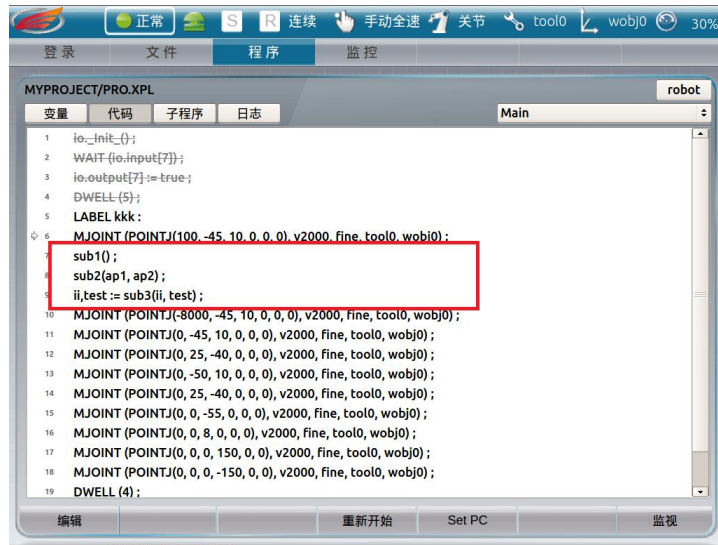 正常 S R 连续 手动全速 关节 tool0 wobj0 30%
登录 文件 程序 监控
MYPROJECT/PRO.XPL robot
变量 代码 子程序 日志 Main
1 io._Init_() ;
2 WAIT (io.input[7]) ;
3 io.output[7] := true ;
4 DWELL (5) ;
5 LABEL kkk :
6 MJOINT (POINTJ(100, -45, 10, 0, 0, 0), v2000, fine, tool0, wobj0) ;
7 sub1() ;
8 sub2(ap1, ap2) ;
9 ii,test := sub3(ii, test) ;
10 MJOINT (POINTJ(-8000, -45, 10, 0, 0, 0), v2000, fine, tool0, wobj0) ;
11 MJOINT (POINTJ(0, -45, 10, 0, 0, 0), v2000, fine, tool0, wobj0) ;
12 MJOINT (POINTJ(0, 25, -40, 0, 0, 0), v2000, fine, tool0, wobj0) ;
13 MJOINT (POINTJ(0, -50, 10, 0, 0, 0), v2000, fine, tool0, wobj0) ;
14 MJOINT (POINTJ(0, 25, -40, 0, 0, 0), v2000, fine, tool0, wobj0) ;
15 MJOINT (POINTJ(0, 0, -55, 0, 0, 0), v2000, fine, tool0, wobj0) ;
16 MJOINT (POINTJ(0, 0, 8, 0, 0, 0), v2000, fine, tool0, wobj0) ;
17 MJOINT (POINTJ(0, 0, 0, 150, 0, 0), v2000, fine, tool0, wobj0) ;
18 MJOINT (POINTJ(0, 0, 0, -150, 0, 0), v2000, fine, tool0, wobj0) ;
19 DWELL (4) ;
编辑 重新开始 Set PC 监视